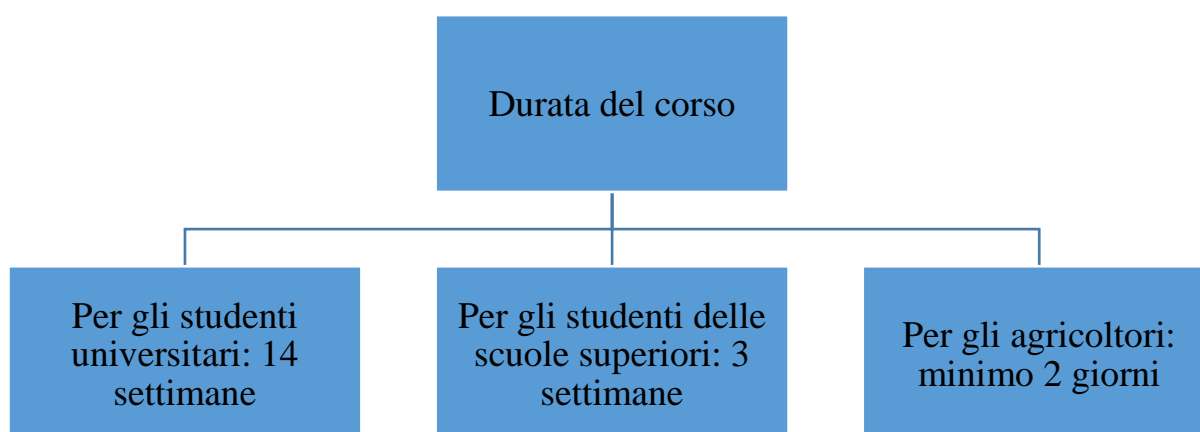 Durata del corso
Per gli studenti
universitari: 14
settimane
Per gli studenti delle
scuole superiori: 3
settimane
Per gli agricoltori:
minimo 2 giorni